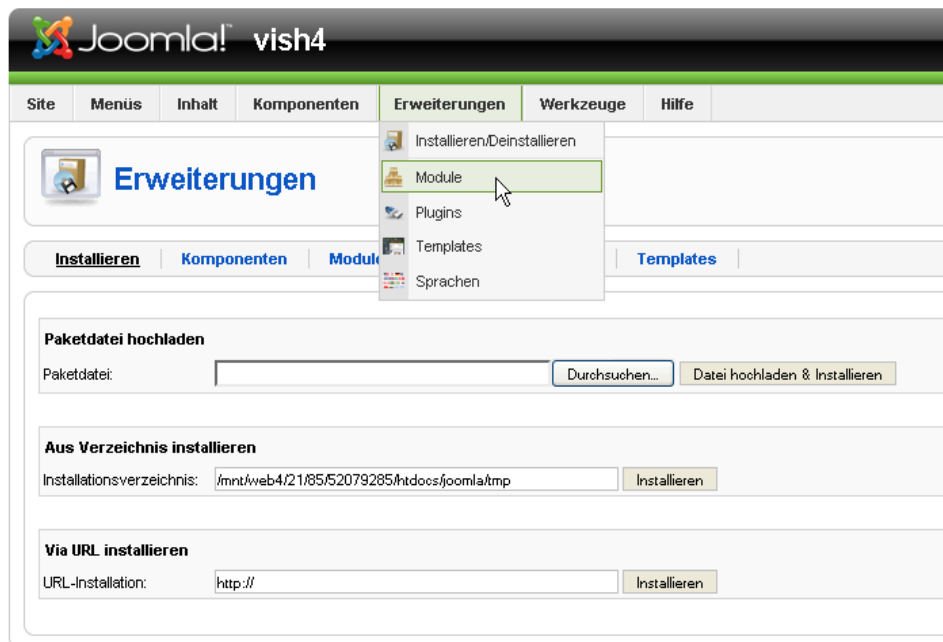 Joomla! vish4
Site Menüs Inhalt Komponenten Erweiterungen Werkzeuge Hilfe
Installieren/Deinstallieren
Module
Plugins
Templates
Sprachen
Erweiterungen
Installieren Komponenten Module Templates
Paketdatei hochladen
Paketdatei: Durchsuchen... Datei hochladen & Installieren
Aus Verzeichnis installieren
Installationsverzeichnis: /mnt/web4/21/85/52079285/htdocs/joomla/tmp Installieren
Via URL installieren
URL-Installation: http:// Installieren